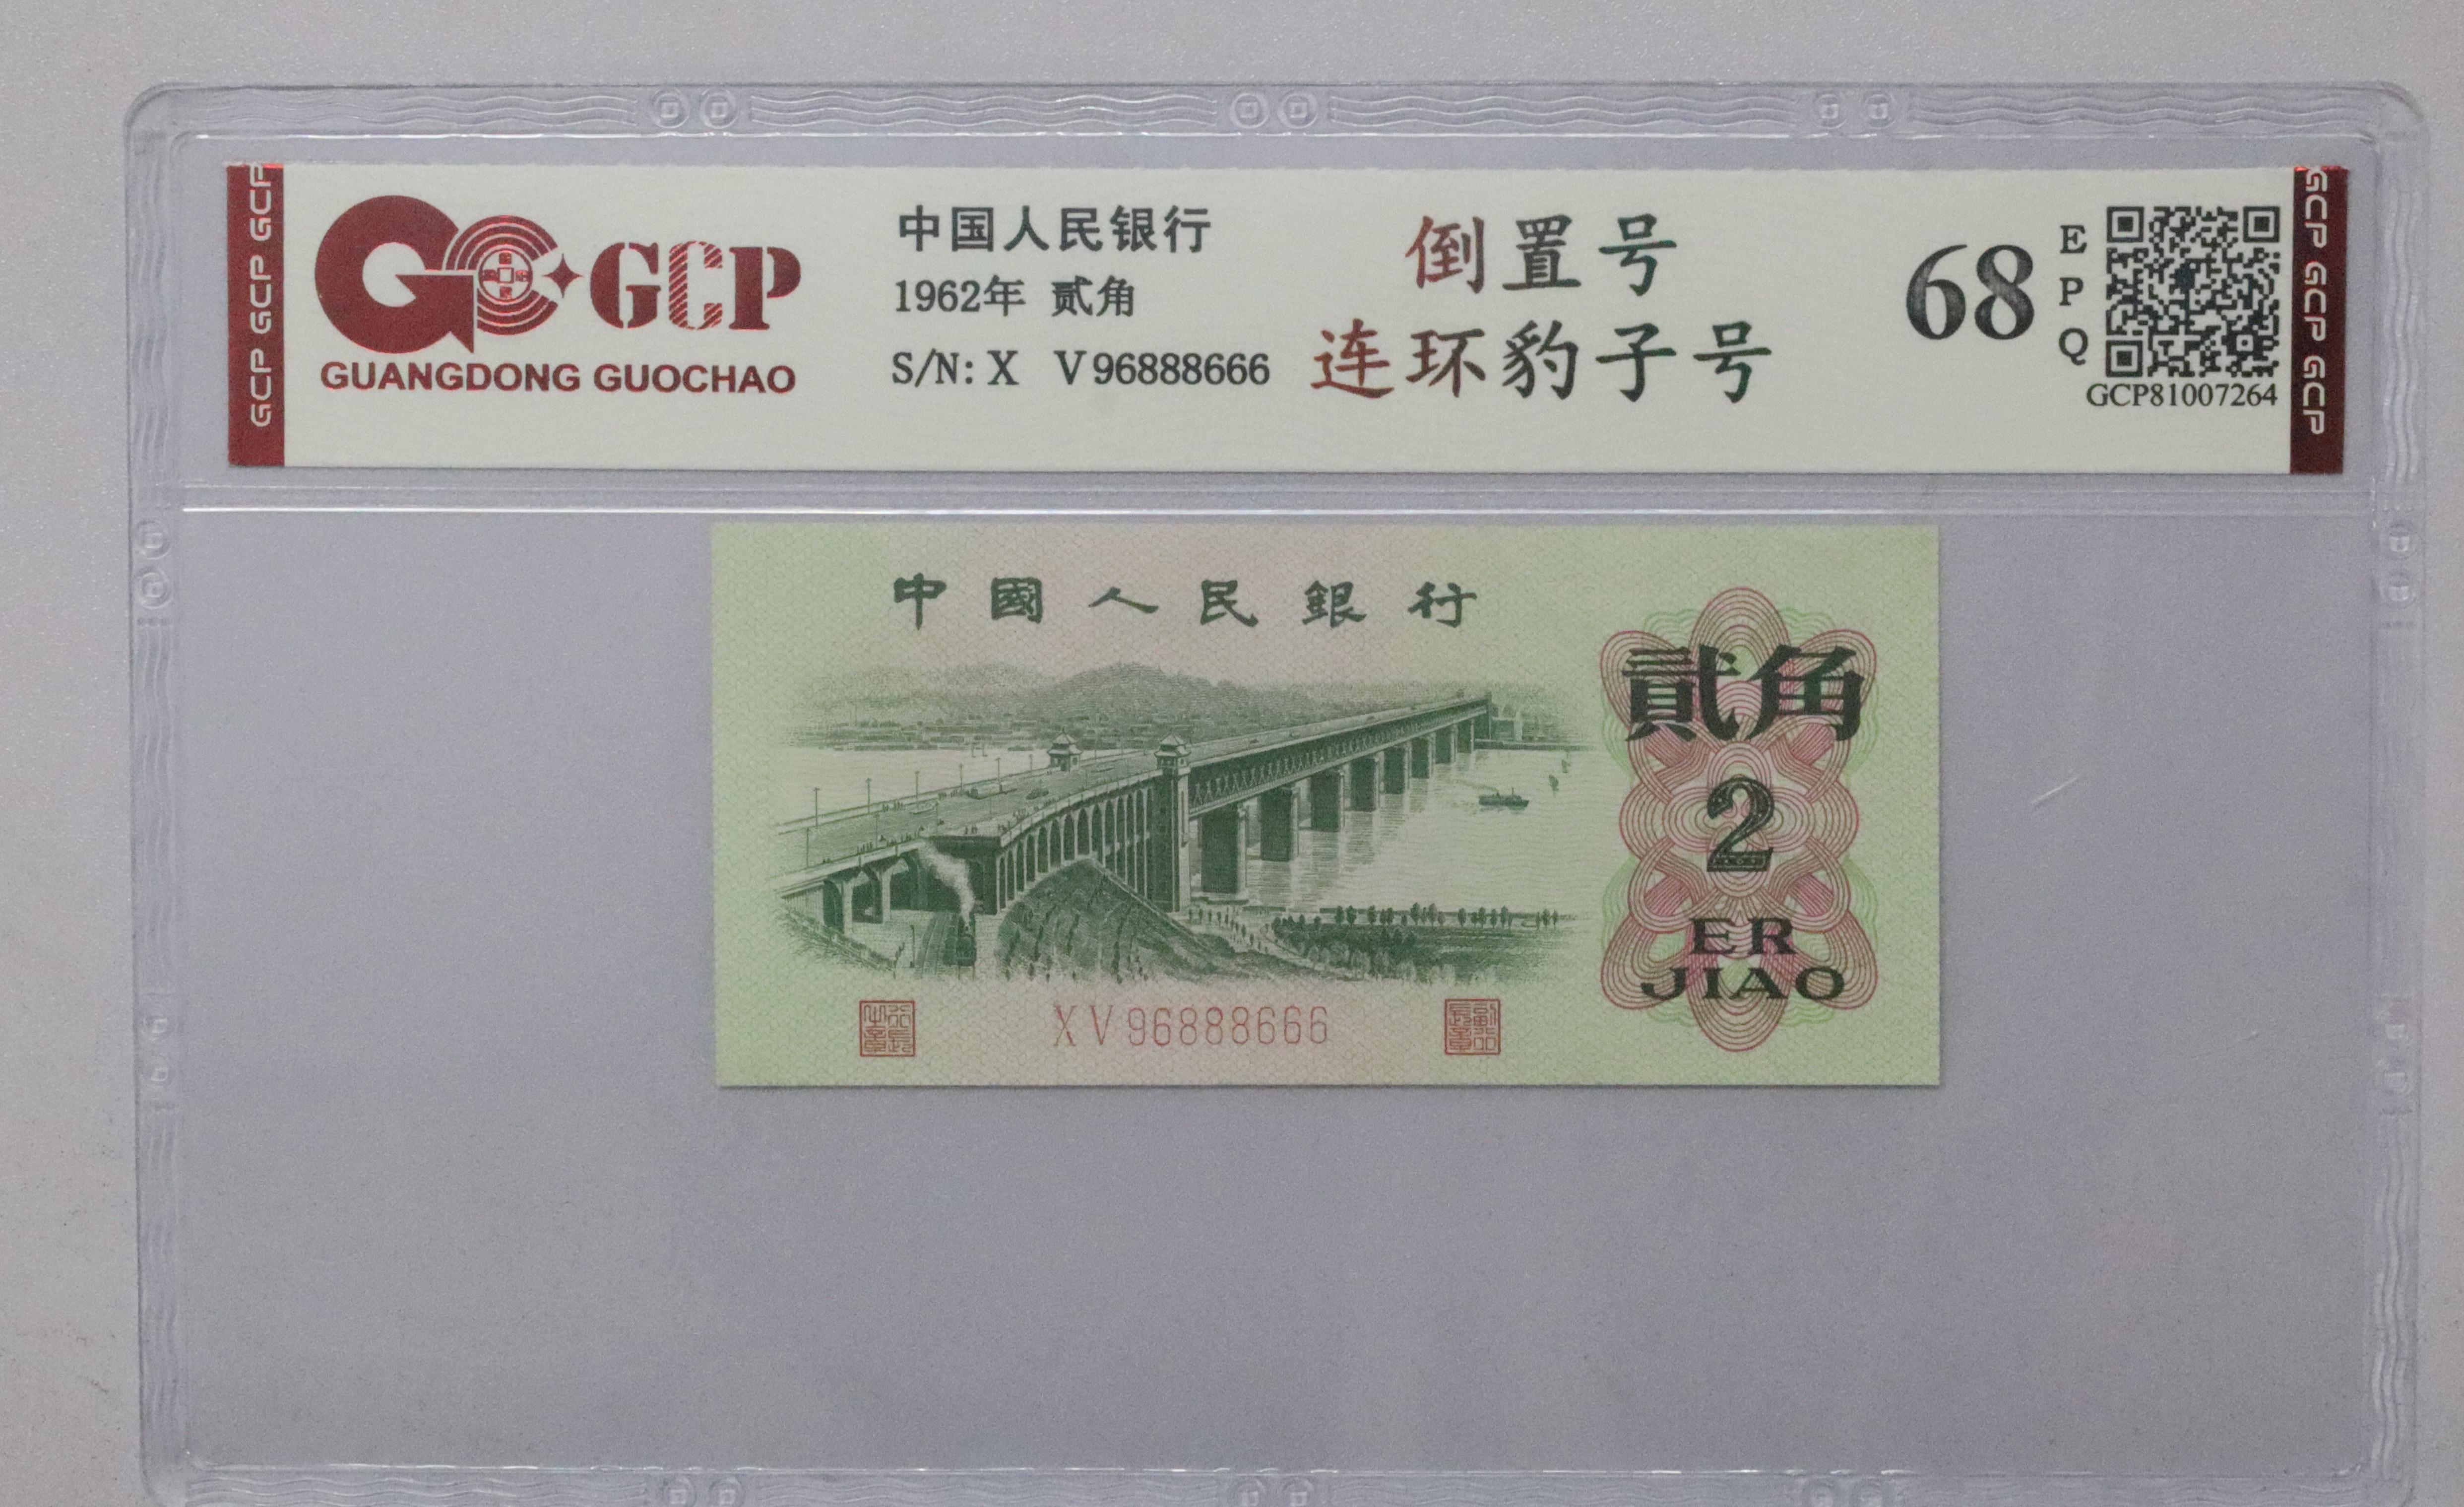 GCP GCP GCP
GCP
GUANGDONG GUOCHAO
中国人民银行
1962年 贰角
S/N: X V96888666
倒置号
连环豹子号
68
E
P
Q
GCP81007264
GCP GCP GCP
中國人民銀行
貳角
2
ER
JIAO
XV96888666